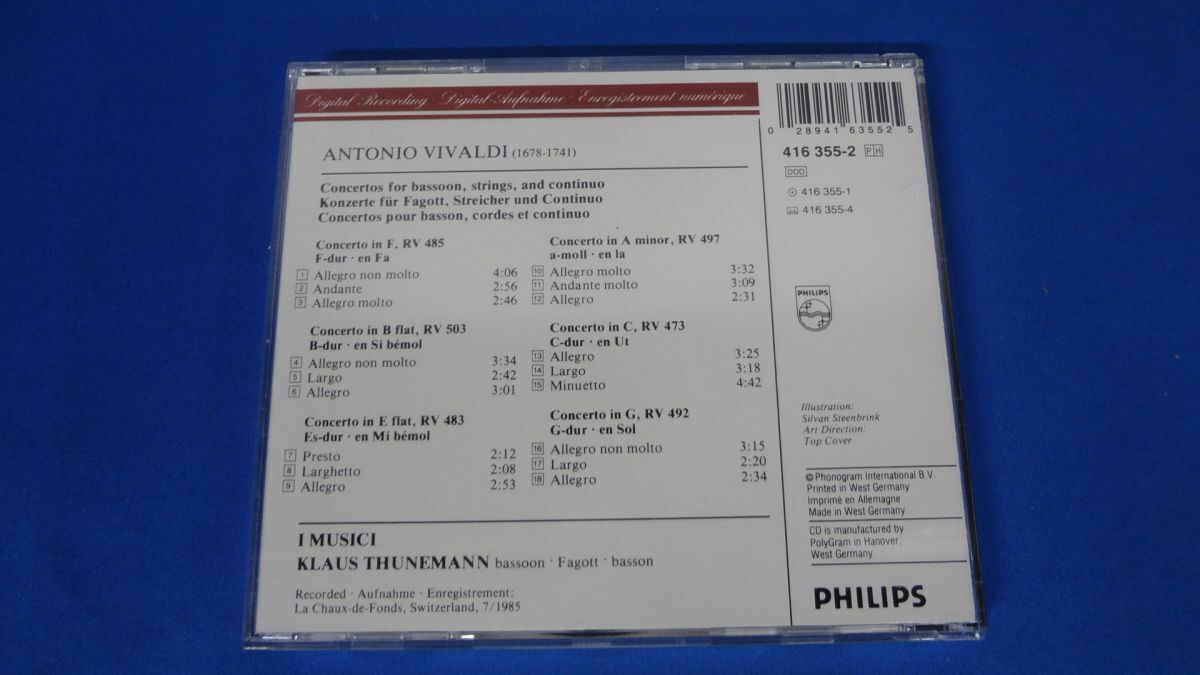 Digital Recording · Digital-Aufnahme · Enregistrement numérique
ANTONIO VIVALDI (1678-1741)
Concertos for bassoon, strings, and continuo
Konzerte für Fagott, Streicher und Continuo
Concertos pour basson, cordes et continuo
Concerto in F, RV 485
F-dur · en Fa
1 Allegro non molto 4:06
2 Andante 2:56
3 Allegro molto 2:46
Concerto in B flat, RV 503
B-dur · en Si bémol
4 Allegro non molto 3:34
5 Largo 2:42
6 Allegro 3:01
Concerto in E flat, RV 483
Es-dur · en Mi bémol
7 Presto 2:12
8 Larghetto 2:08
9 Allegro 2:53
Concerto in A minor, RV 497
a-moll · en la
10 Allegro molto 3:32
11 Andante molto 3:09
12 Allegro 2:31
Concerto in C, RV 473
C-dur · en Ut
13 Allegro 3:25
14 Largo 3:18
15 Minuetto 4:42
Concerto in G, RV 492
G-dur · en Sol
16 Allegro non molto 3:15
17 Largo 2:20
18 Allegro 2:34
I MUSICI
KLAUS THUNEMANN bassoon · Fagott · basson
Recorded · Aufnahme · Enregistrement:
La Chaux-de-Fonds, Switzerland, 7/1985
0 28941 63552 5
416 355-2 PH
DDD
416 355-1
416 355-4
PHILIPS
Illustration:
Silvan Steenbrink
Art Direction:
Top Cover
© Phonogram International B.V.
Printed in West Germany
Imprimé en Allemagne
Made in West Germany
CD is manufactured by
PolyGram in Hanover,
West Germany
PHILIPS